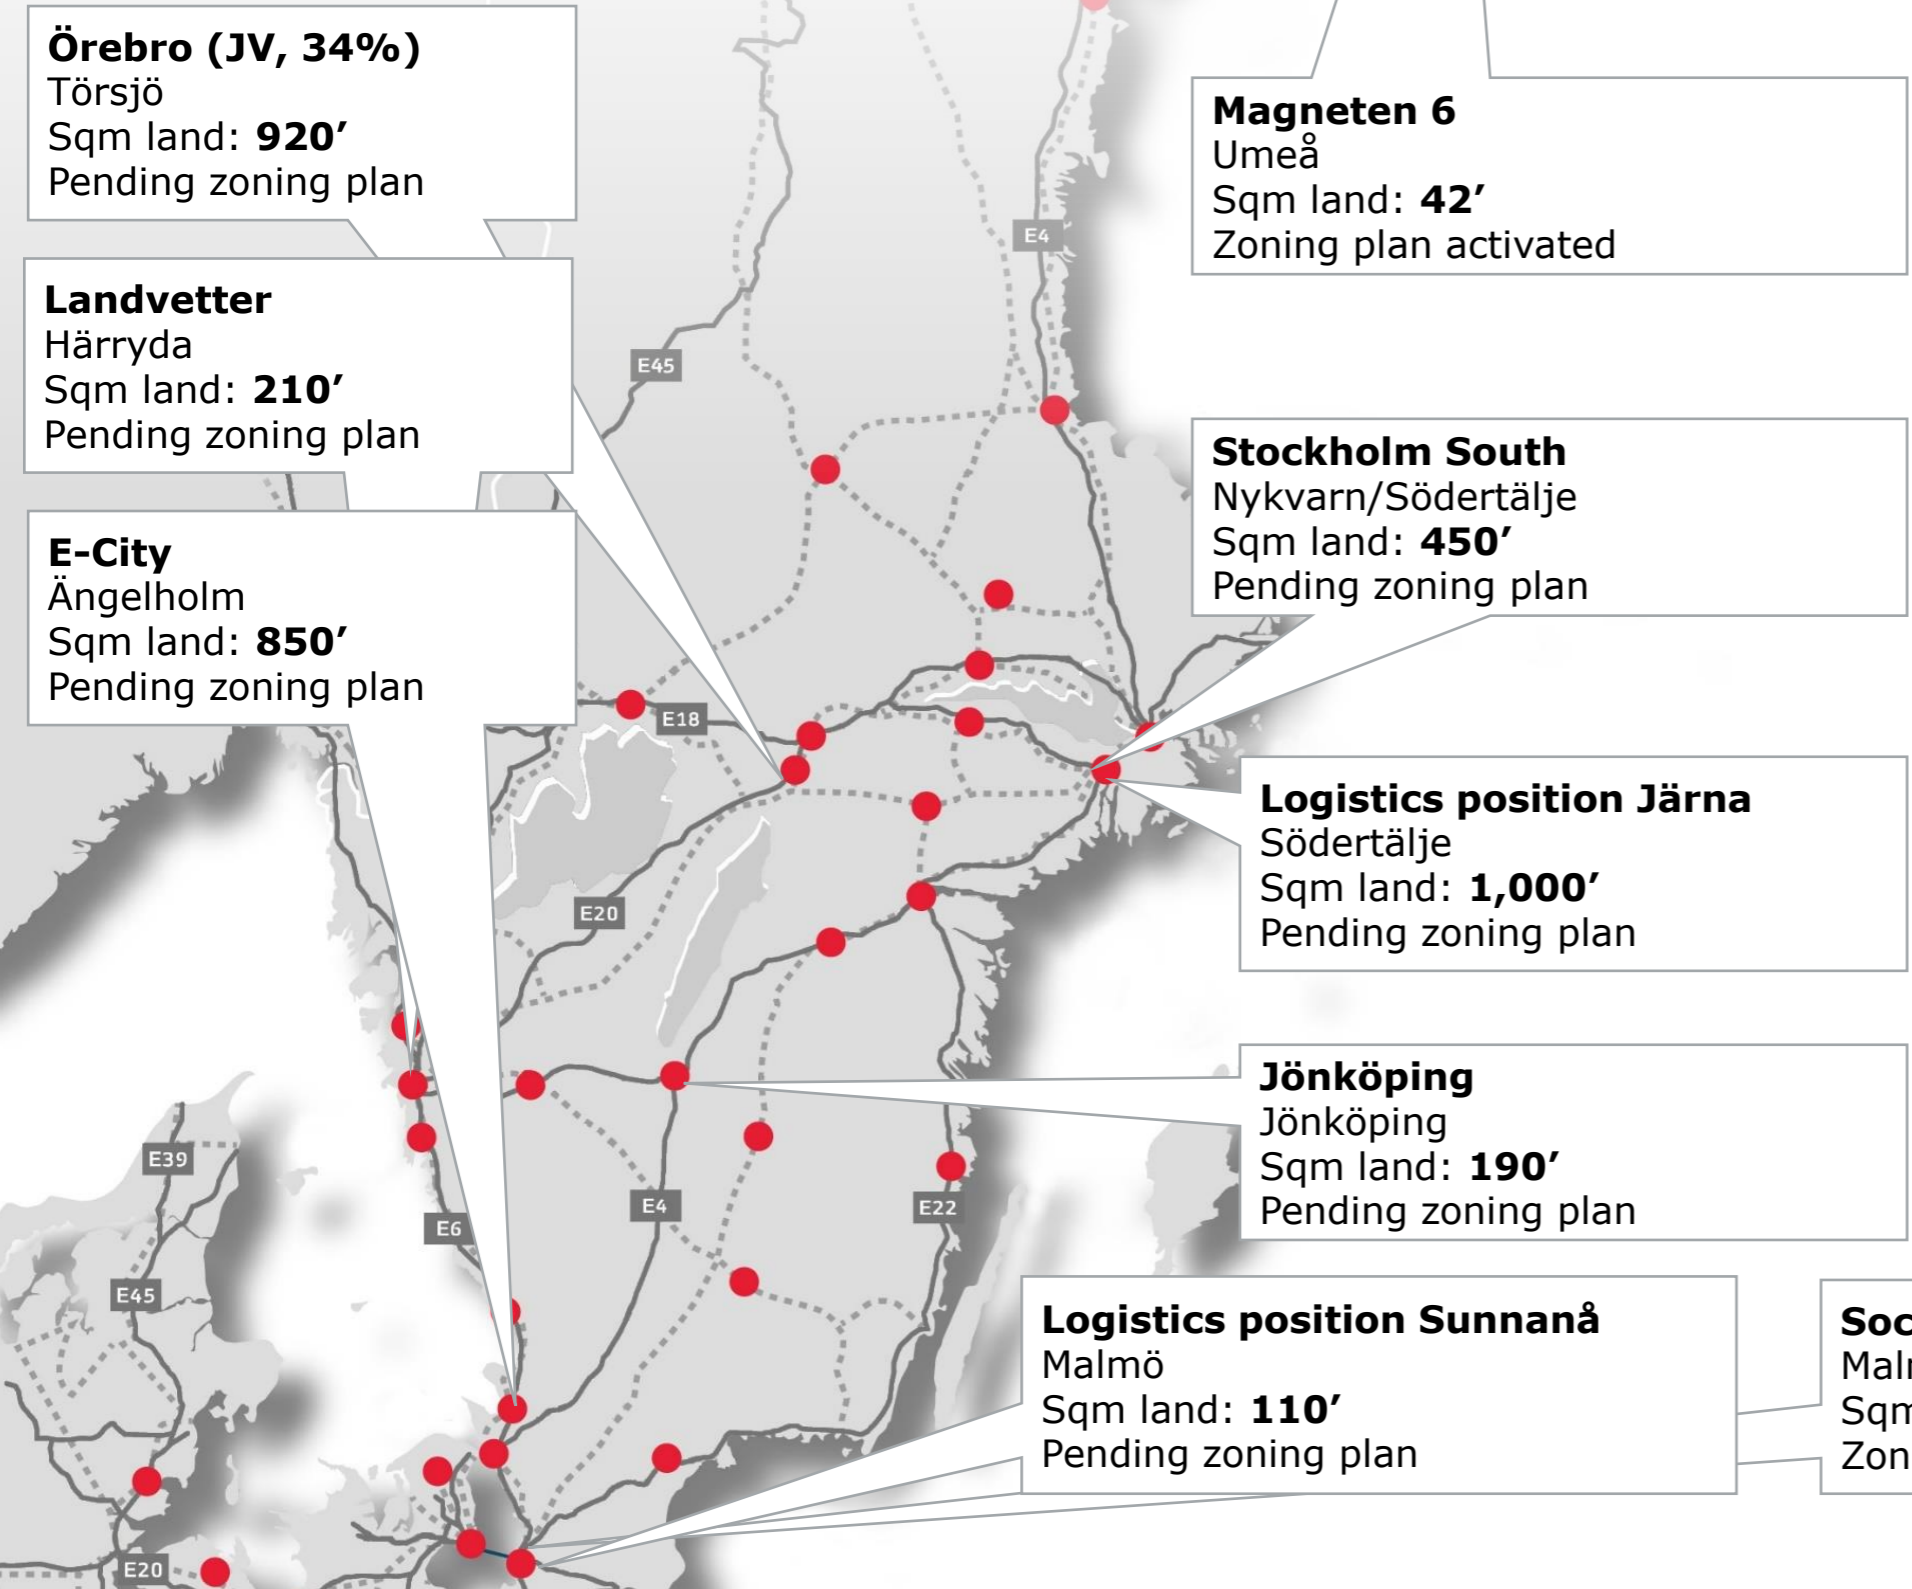 Örebro (JV, 34%)
Törsjö
Sqm land: 920’
Pending zoning plan
Landvetter
Härryda
Sqm land: 210’
Pending zoning plan
E-City
Ängelholm
Sqm land: 850’
Pending zoning plan
Magneten 6
Umeå
Sqm land: 42’
Zoning plan activated
Stockholm South
Nykvarn/Södertälje
Sqm land: 450’
Pending zoning plan
Logistics position Järna
Södertälje
Sqm land: 1,000’
Pending zoning plan
Jönköping
Jönköping
Sqm land: 190’
Pending zoning plan
Logistics position Sunnanå
Malmö
Sqm land: 110’
Pending zoning plan
E4
E45
E18
E20
E39
E6
E4
E22
E45
E20